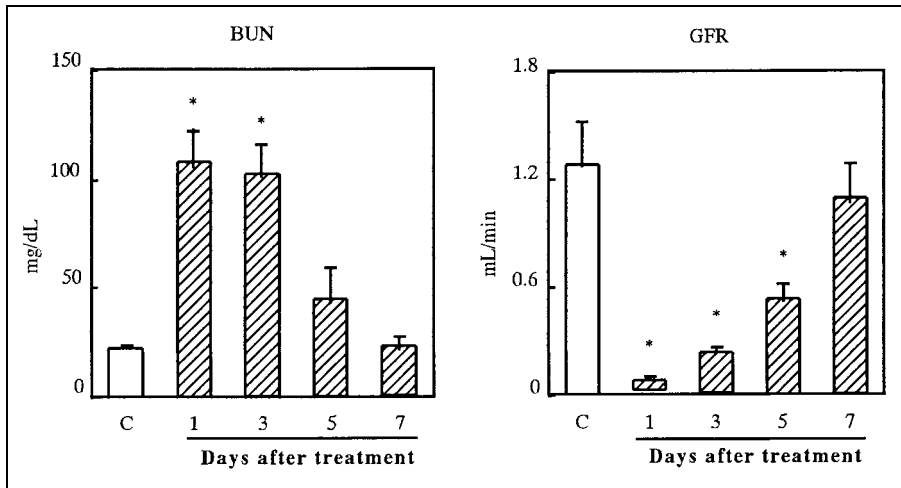 BUN
150
100
50
0
mg/dL
*
*
C 1 3 5 7
Days after treatment
GFR
1.8
1.2
0.6
0
mL/min
*
*
*
C 1 3 5 7
Days after treatment